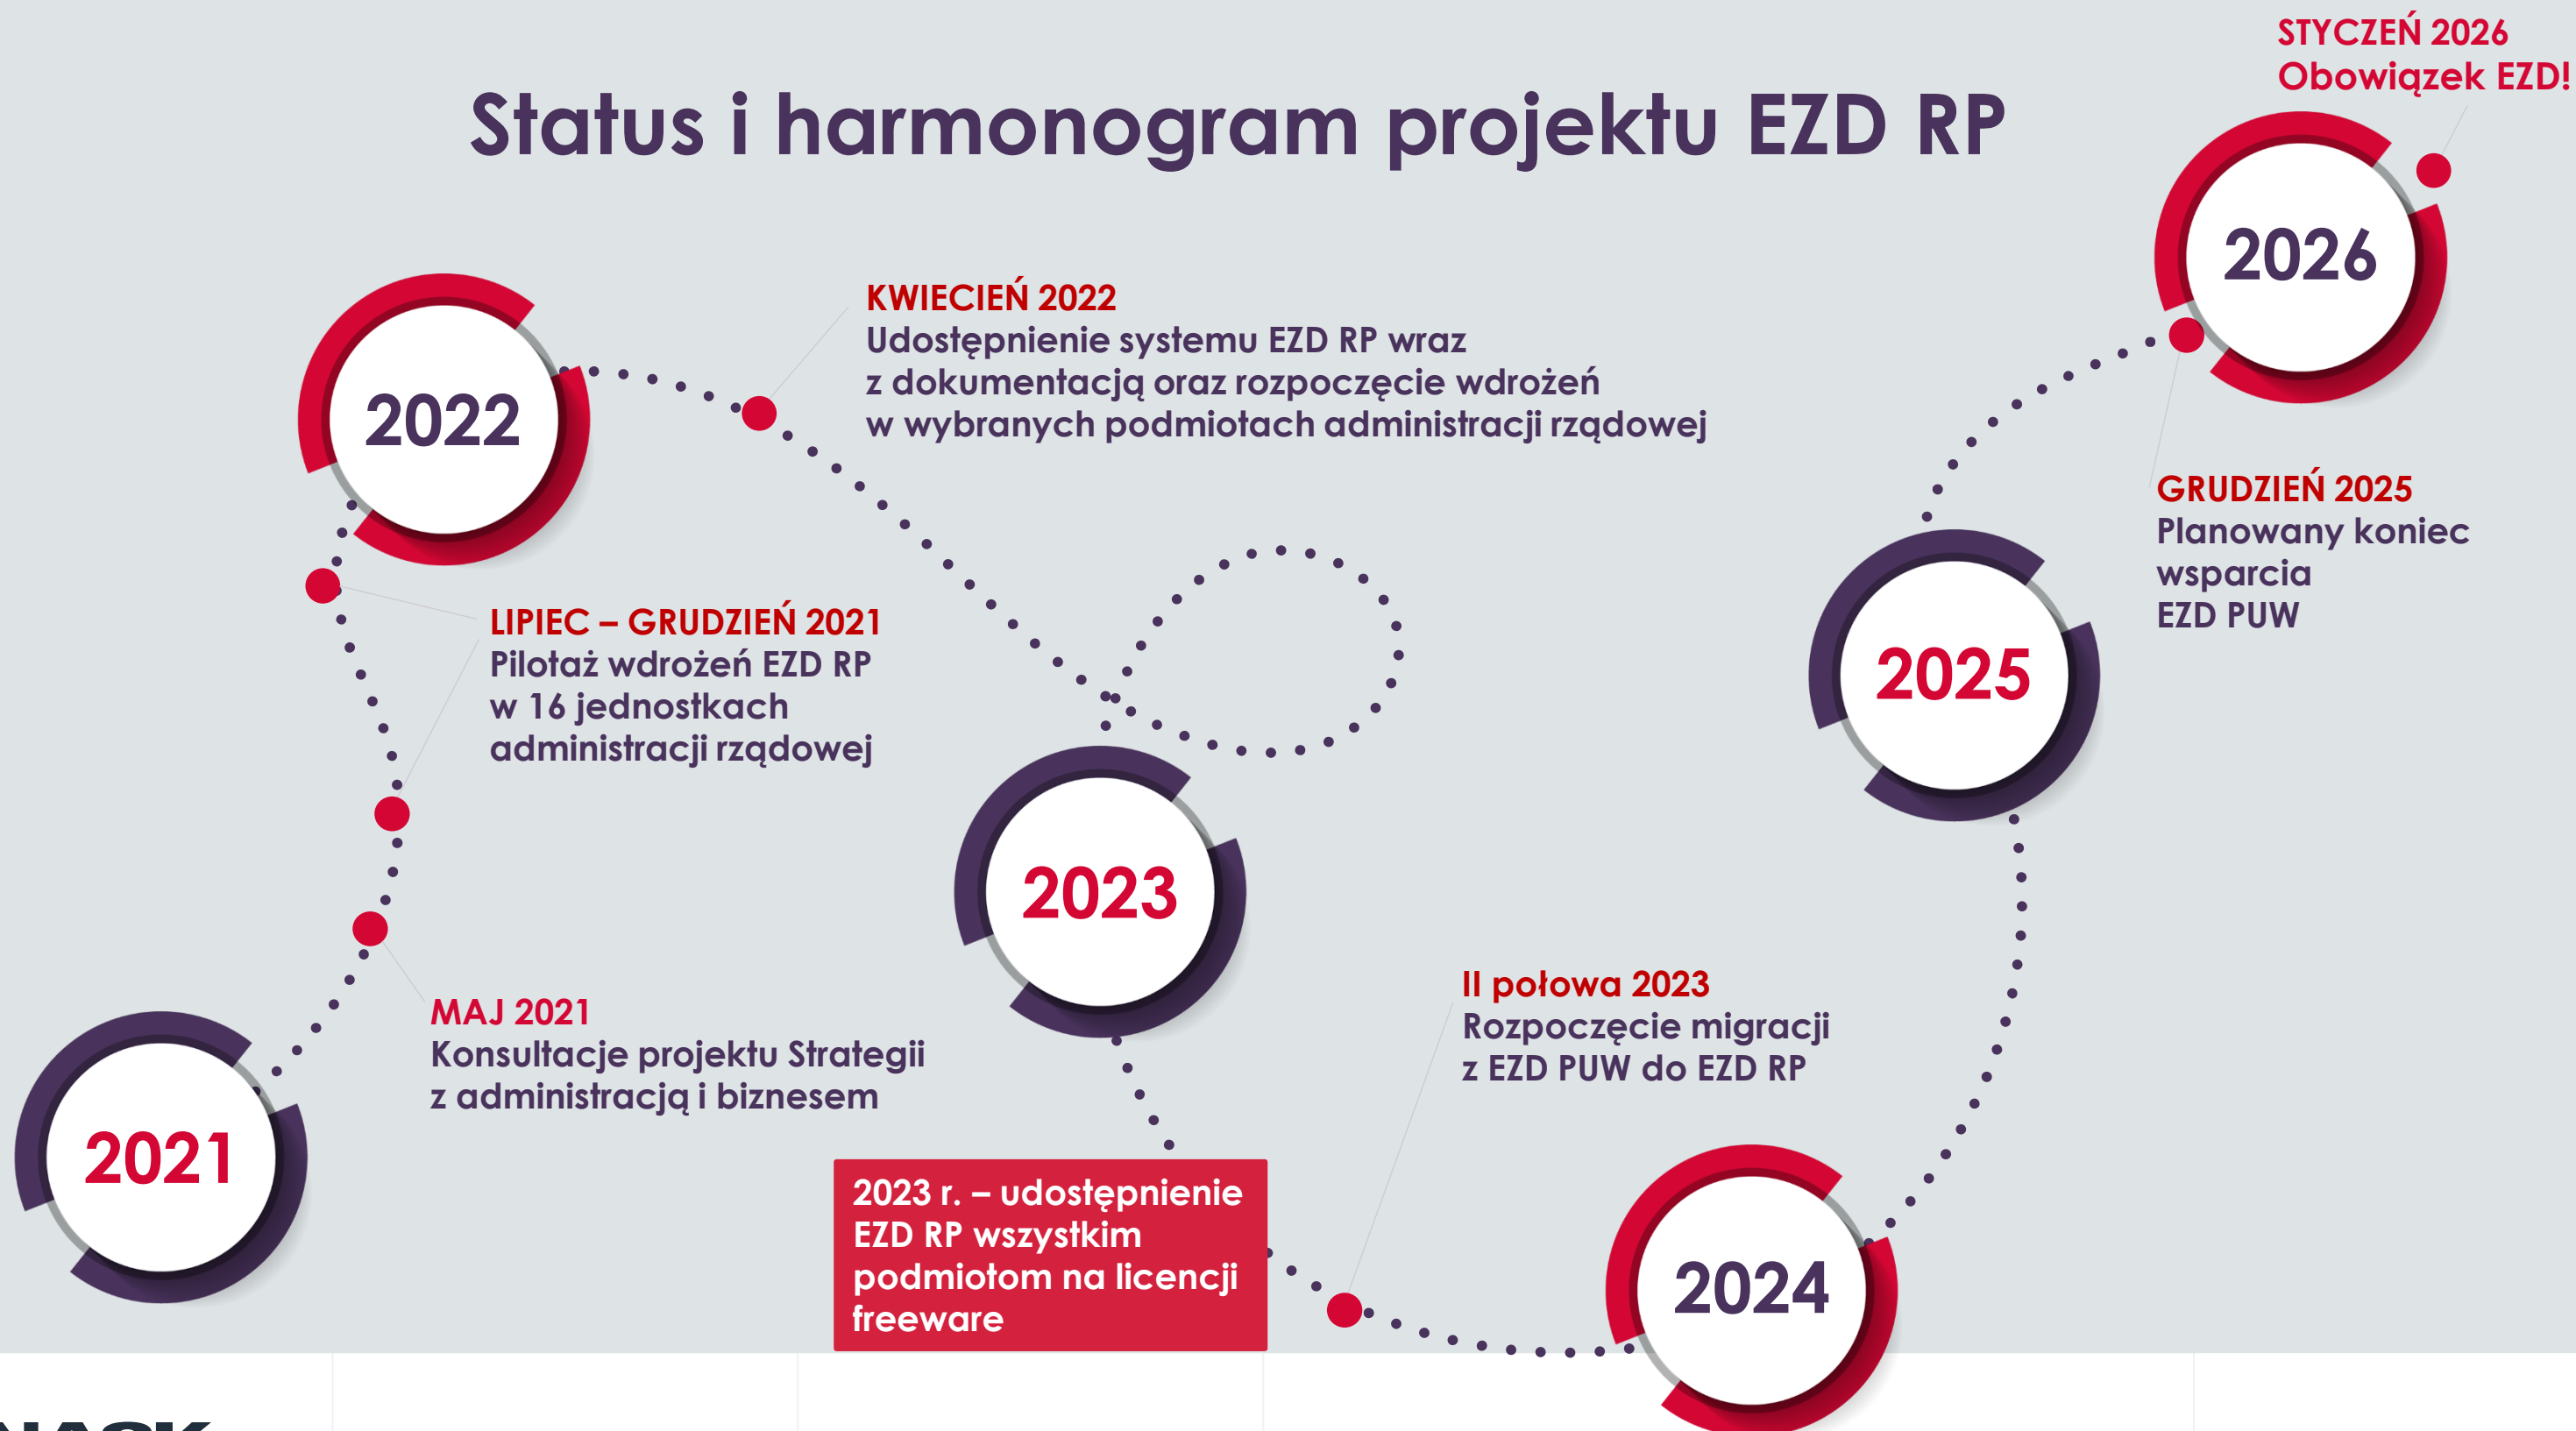 Status i harmonogram projektu EZD RP
2021
MAJ 2021
Konsultacje projektu Strategii
z administracją i biznesem
LIPIEC – GRUDZIEŃ 2021
Pilotaż wdrożeń EZD RP
w 16 jednostkach
administracji rządowej
2022
KWIECIEŃ 2022
Udostępnienie systemu EZD RP wraz
z dokumentacją oraz rozpoczęcie wdrożeń
w wybranych podmiotach administracji rządowej
2023
2023 r. – udostępnienie
EZD RP wszystkim
podmiotom na licencji
freeware
II połowa 2023
Rozpoczęcie migracji
z EZD PUW do EZD RP
2024
2025
GRUDZIEŃ 2025
Planowany koniec
wsparcia
EZD PUW
2026
STYCZEŃ 2026
Obowiązek EZD!
NASK